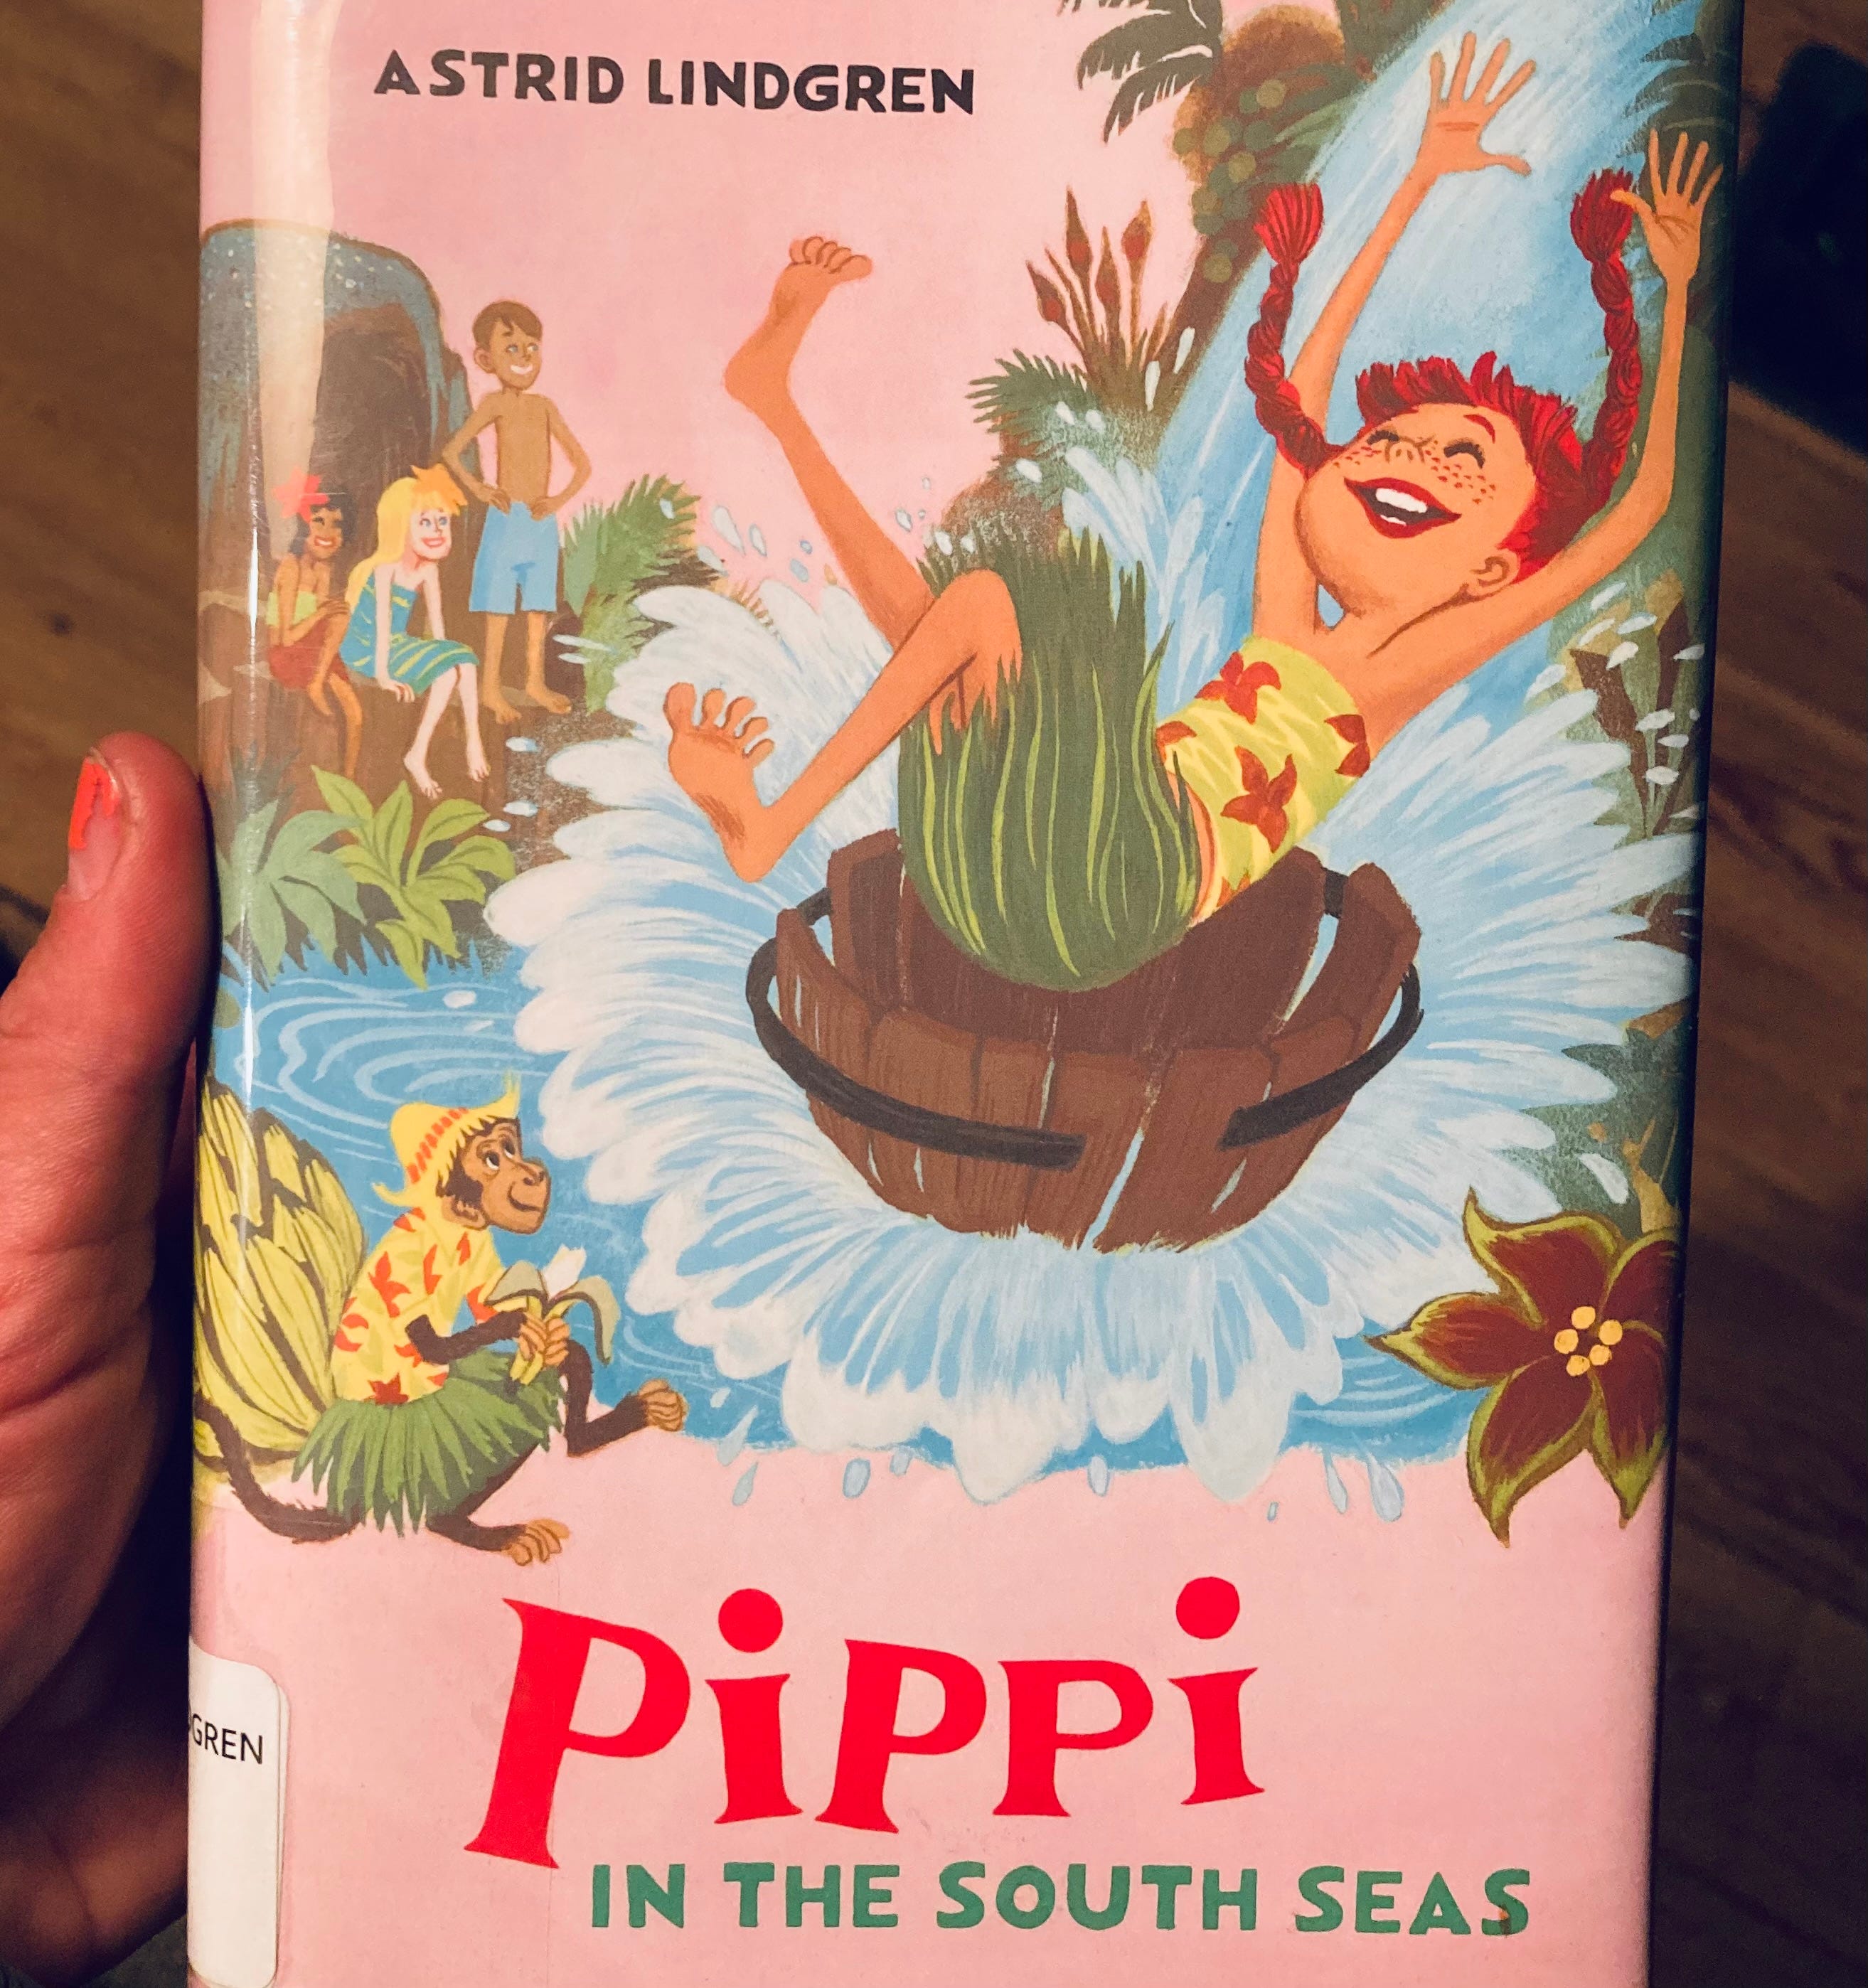 ASTRID LINDGREN
GREN
Pippi
IN THE SOUTH SEAS